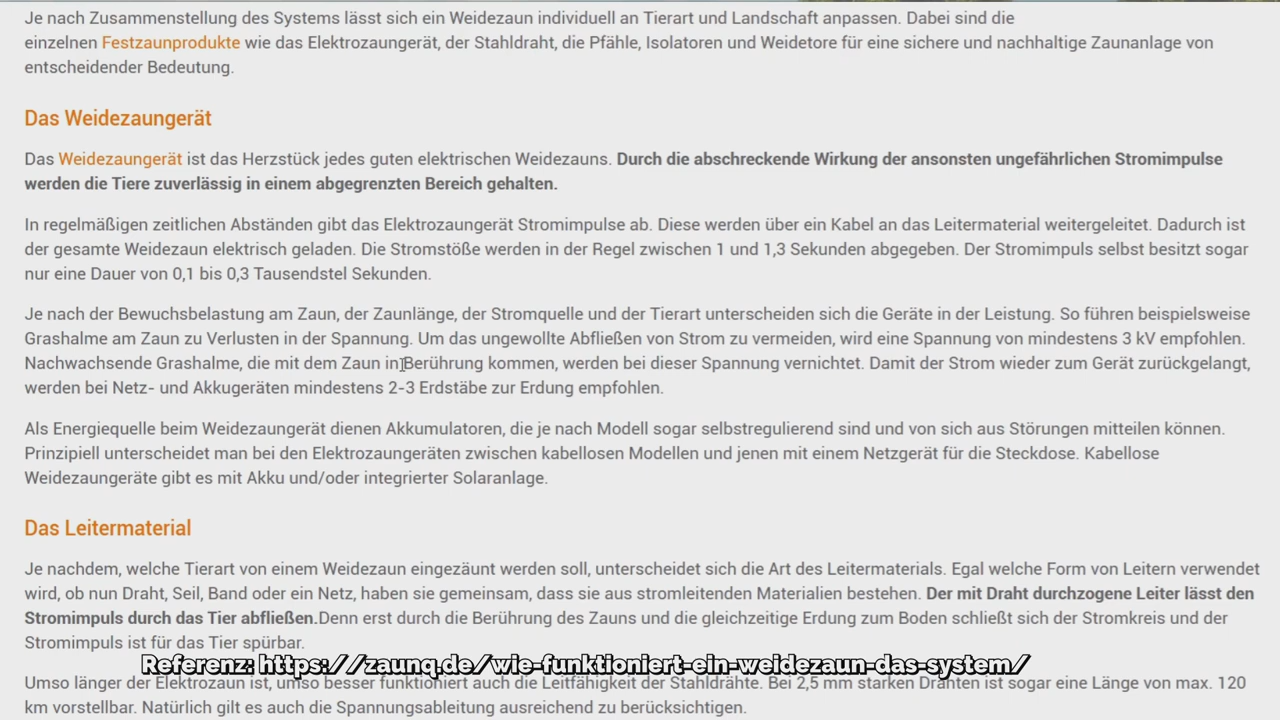 Je nach Zusammenstellung des Systems lässt sich ein Weidezaun individuell an Tierart und Landschaft anpassen. Dabei sind die
einzelnen Festzaunprodukte wie das Elektrozaungerät, der Stahldraht, die Pfähle, Isolatoren und Weidetore für eine sichere und nachhaltige Zaunanlage von
entscheidender Bedeutung.
Das Weidezaungerät
Das Weidezaungerät ist das Herzstück jedes guten elektrischen Weidezauns. Durch die abschreckende Wirkung der ansonsten ungefährlichen Stromimpulse
werden die Tiere zuverlässig in einem abgegrenzten Bereich gehalten.
In regelmäßigen zeitlichen Abständen gibt das Elektrozaungerät Stromimpulse ab. Diese werden über ein Kabel an das Leitermaterial weitergeleitet. Dadurch ist
der gesamte Weidezaun elektrisch geladen. Die Stromstöße werden in der Regel zwischen 1 und 1,3 Sekunden abgegeben. Der Stromimpuls selbst besitzt sogar
nur eine Dauer von 0,1 bis 0,3 Tausendstel Sekunden.
Je nach der Bewuchsbelastung am Zaun, der Zaunlänge, der Stromquelle und der Tierart unterscheiden sich die Geräte in der Leistung. So führen beispielsweise
Grashalme am Zaun zu Verlusten in der Spannung. Um das ungewollte Abfließen von Strom zu vermeiden, wird eine Spannung von mindestens 3 kV empfohlen.
Nachwachsende Grashalme, die mit dem Zaun in Berührung kommen, werden bei dieser Spannung vernichtet. Damit der Strom wieder zum Gerät zurückgelangt,
werden bei Netz- und Akkugeräten mindestens 2-3 Erdstäbe zur Erdung empfohlen.
Als Energiequelle beim Weidezaungerät dienen Akkumulatoren, die je nach Modell sogar selbstregulierend sind und von sich aus Störungen mitteilen können.
Prinzipiell unterscheidet man bei den Elektrozaungeräten zwischen kabellosen Modellen und jenen mit einem Netzgerät für die Steckdose. Kabellose
Weidezaungeräte gibt es mit Akku und/oder integrierter Solaranlage.
Das Leitermaterial
Je nachdem, welche Tierart von einem Weidezaun eingezäunt werden soll, unterscheidet sich die Art des Leitermaterials. Egal welche Form von Leitern verwendet
wird, ob nun Draht, Seil, Band oder ein Netz, haben sie gemeinsam, dass sie aus stromleitenden Materialien bestehen. Der mit Draht durchzogene Leiter lässt den
Stromimpuls durch das Tier abfließen.Denn erst durch die Berührung des Zauns und die gleichzeitige Erdung zum Boden schließt sich der Stromkreis und der
Stromimpuls ist für das Tier spürbar.
Referenz: https://zaunq.de/wie-funktioniert-ein-weidezaun-das-system/
Umso länger der Elektrozaun ist, umso besser funktioniert auch die Leitfähigkeit der Stahldrähte. Bei 2,5 mm starken Drähten ist sogar eine Länge von max. 120
km vorstellbar. Natürlich gilt es auch die Spannungsableitung ausreichend zu berücksichtigen.